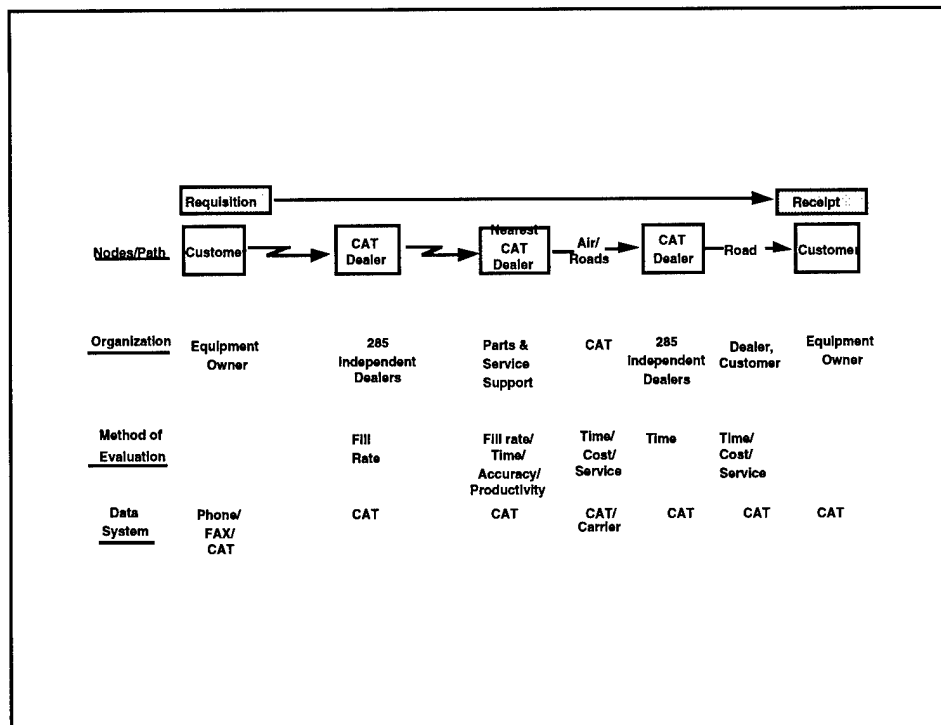 Requisition Receipt
Nodes/Path Customer CAT Dealer Nearest CAT Dealer Air/ Roads CAT Dealer Road Customer
Organization Equipment Owner 285 Independent Dealers Parts & Service Support CAT 285 Independent Dealers Dealer, Customer Equipment Owner
Method of Evaluation Fill Rate Fill rate/ Time/ Accuracy/ Productivity Time/ Cost/ Service Time Time/ Cost/ Service
Data System Phone/ FAX/ CAT CAT CAT CAT/ Carrier CAT CAT CAT